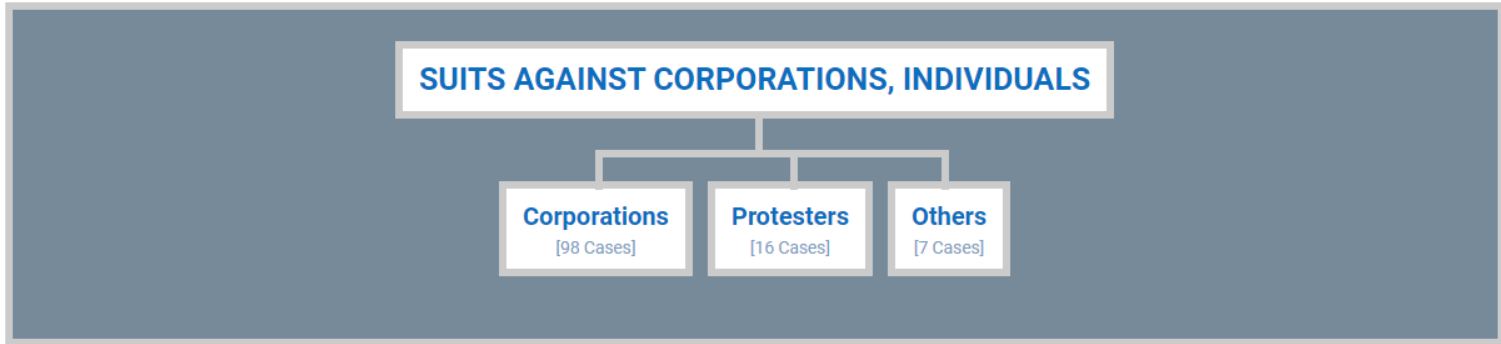 SUITS AGAINST CORPORATIONS, INDIVIDUALS
Corporations
[98 Cases]
Protesters
[16 Cases]
Others
[7 Cases]